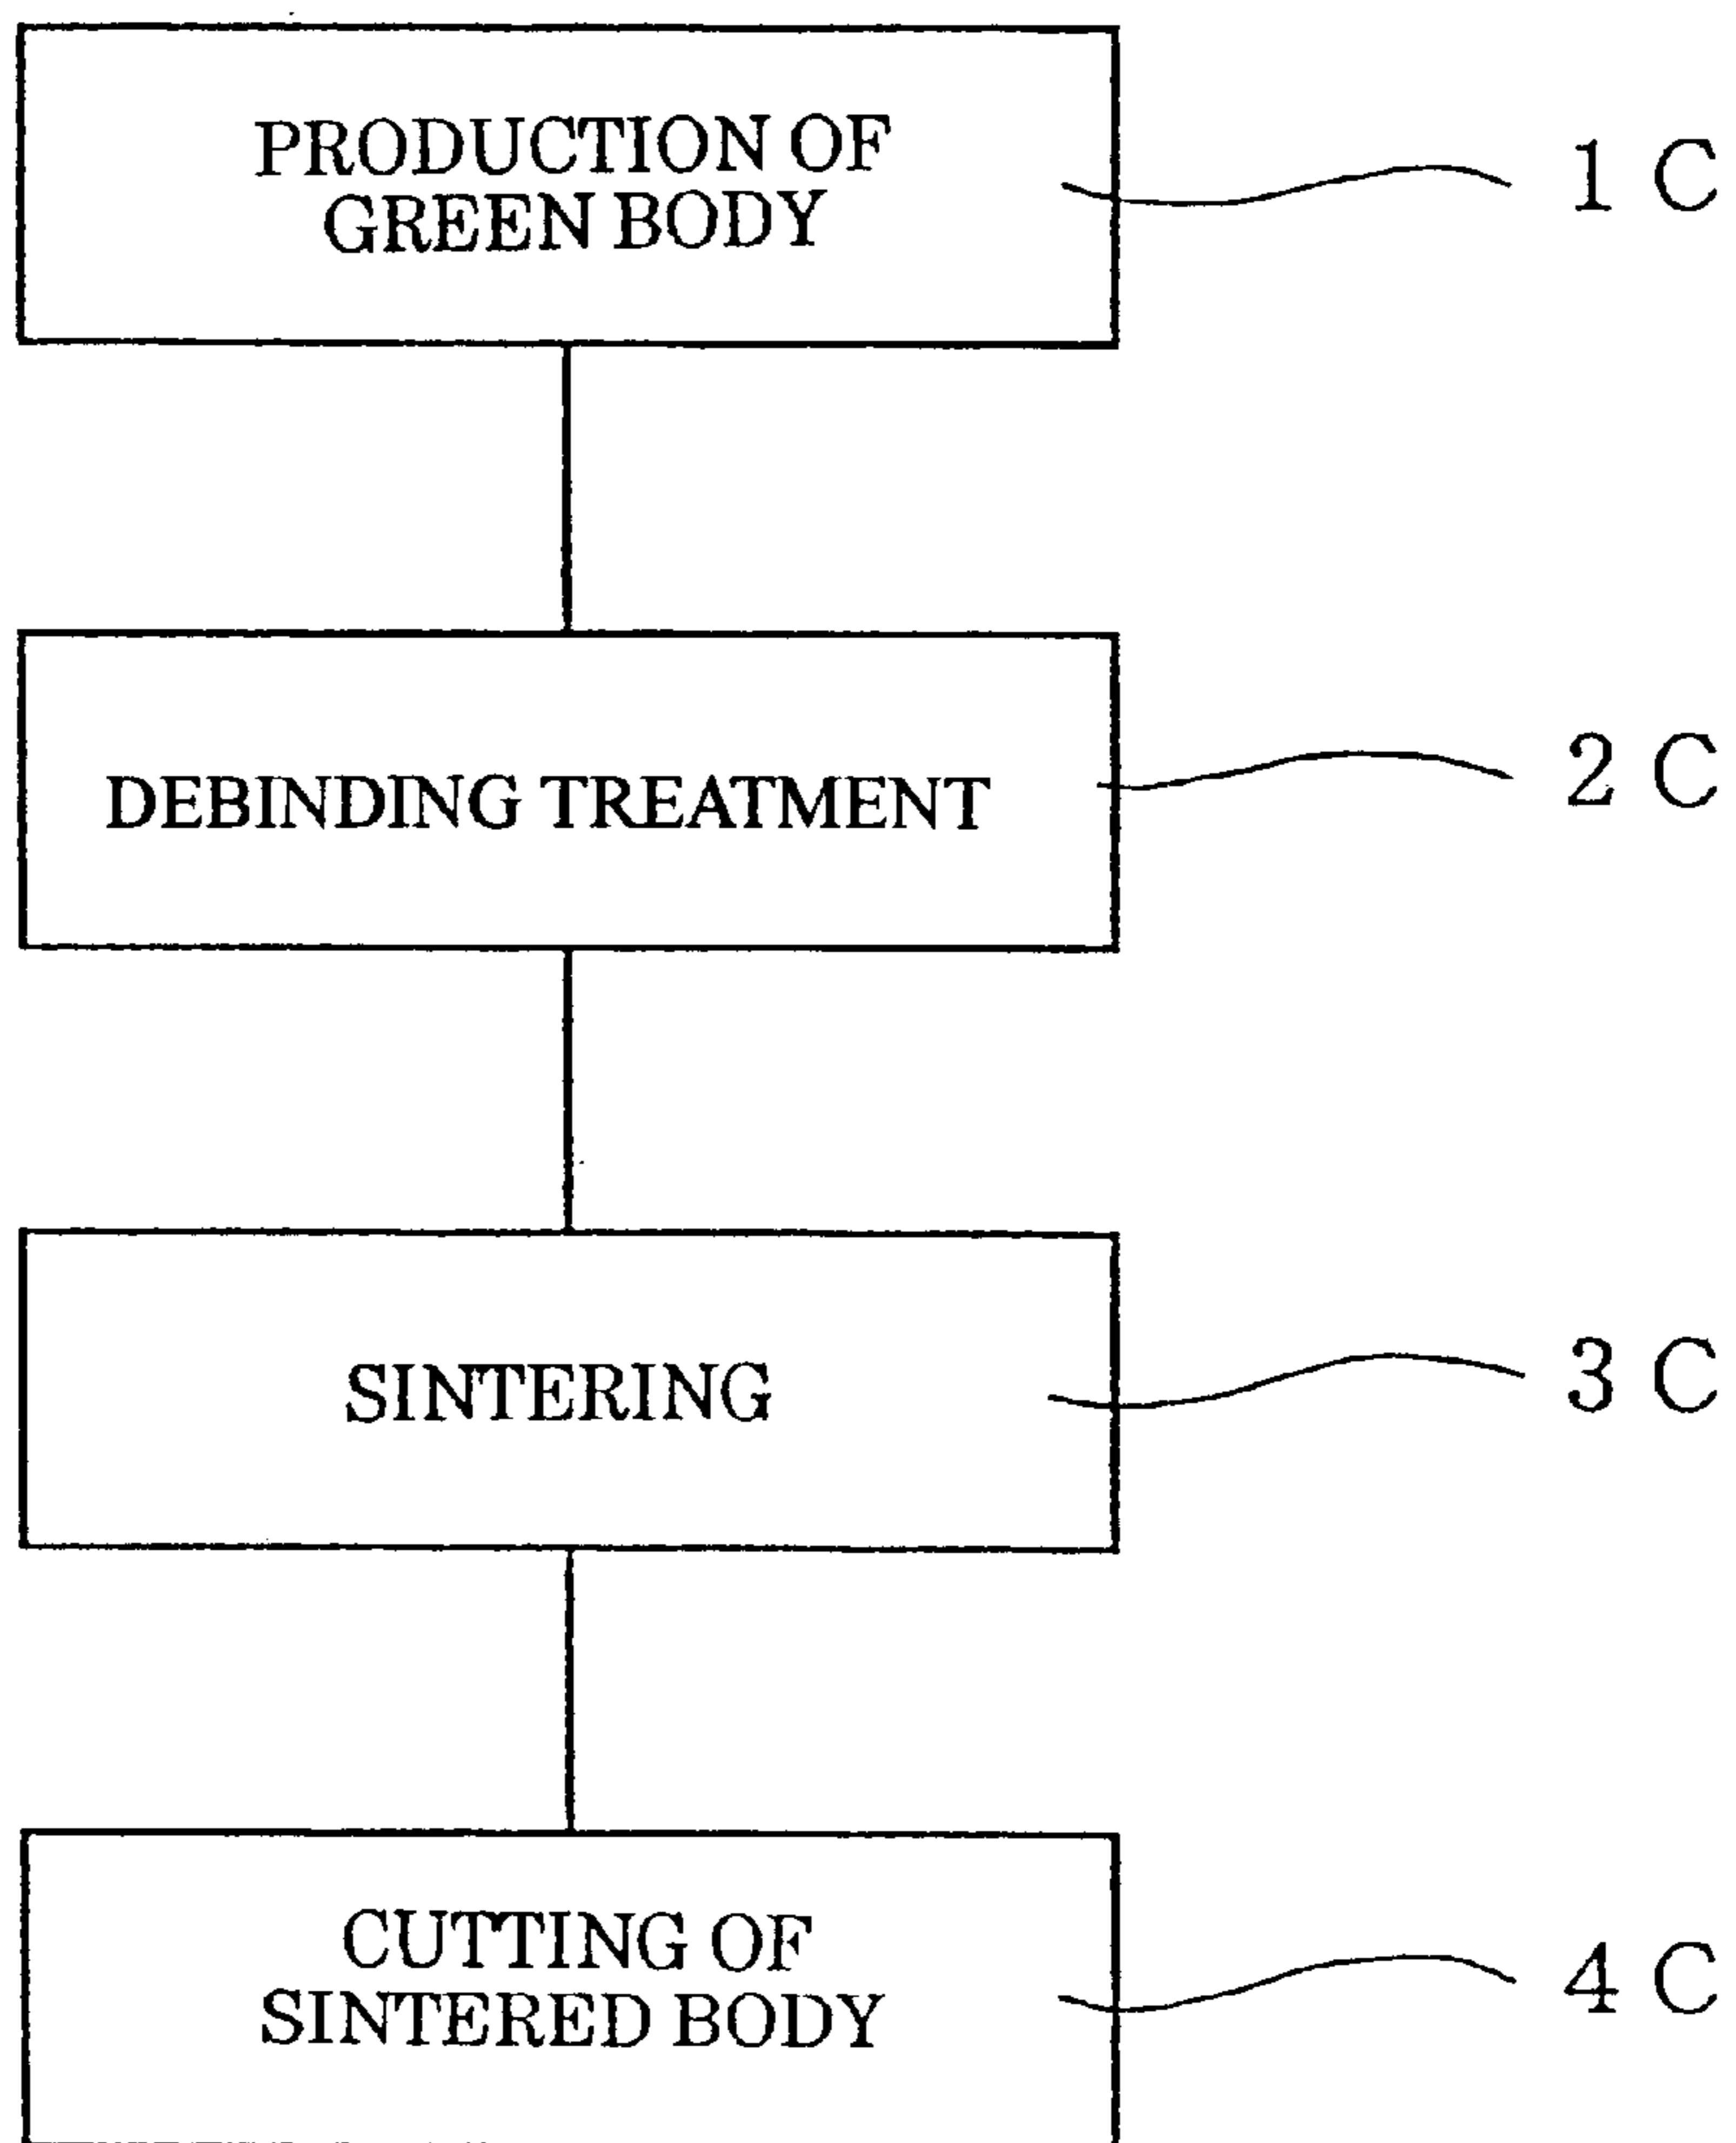 PRODUCTION OF
GREEN BODY
1 C
DEBINDING TREATMENT
2 C
SINTERING
3 C
CUTTING OF
SINTERED BODY
4 C